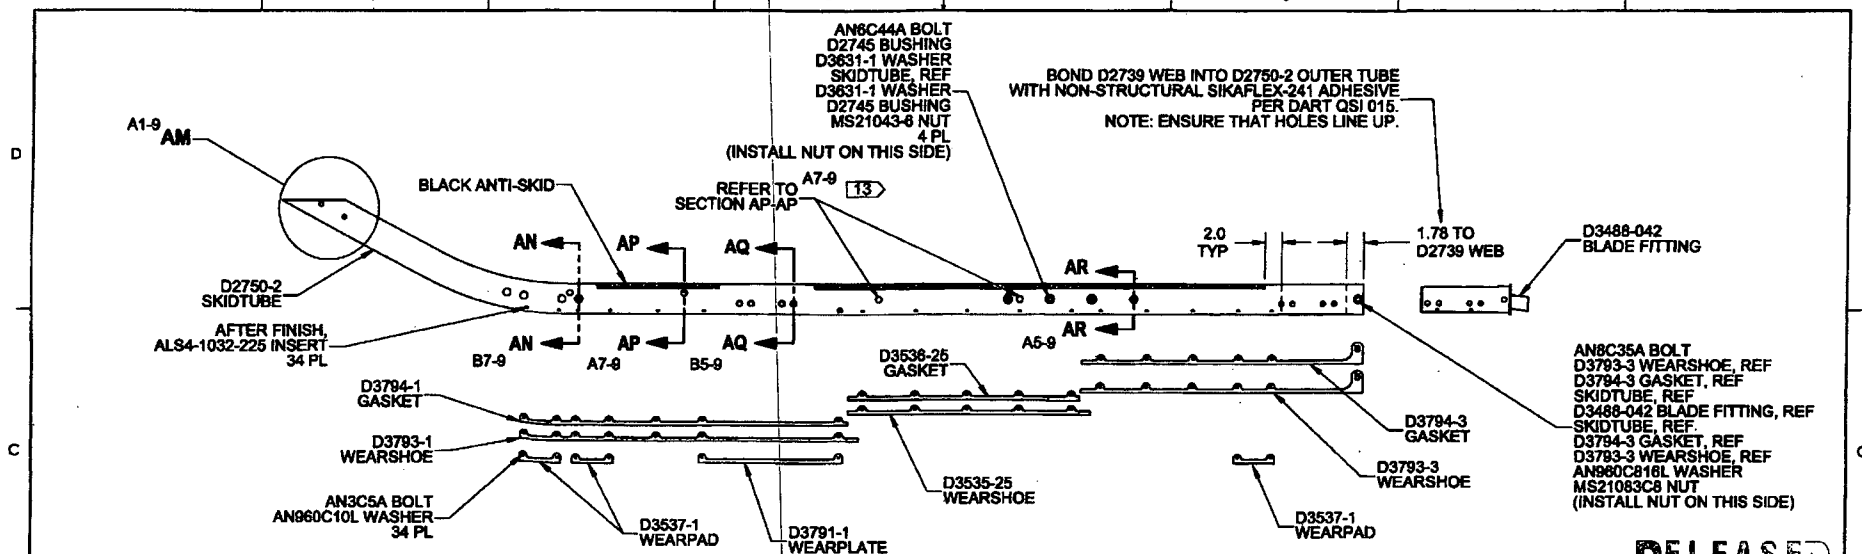 AN6C44A BOLT
D2745 BUSHING
D3631-1 WASHER
SKIDTUBE, REF
D3631-1 WASHER
D2745 BUSHING
MS21043-6 NUT
4 PL
(INSTALL NUT ON THIS SIDE)
BOND D2739 WEB INTO D2750-2 OUTER TUBE
WITH NON-STRUCTURAL SIKAFLEX-241 ADHESIVE
PER DART QSI 015.
NOTE: ENSURE THAT HOLES LINE UP.
A1-9
AM
D
BLACK ANTI-SKID
REFER TO
SECTION AP-AP
A7-9
13
AN
AP
AQ
AR
2.0
TYP
1.78 TO
D2739 WEB
D3488-042
BLADE FITTING
D2750-2
SKIDTUBE
AFTER FINISH,
ALS4-1032-225 INSERT
34 PL
AN
B7-9
A7-9
AP
B5-9
AQ
AR
A5-9
D3794-1
GASKET
D3536-25
GASKET
D3793-1
WEARSHOE
D3794-3
GASKET
AN8C35A BOLT
D3793-3 WEARSHOE, REF
D3794-3 GASKET, REF
SKIDTUBE, REF
D3488-042 BLADE FITTING, REF
SKIDTUBE, REF.
D3794-3 GASKET, REF
D3793-3 WEARSHOE, REF
AN960C816L WASHER
MS21083C8 NUT
(INSTALL NUT ON THIS SIDE)
C
C
AN3C5A BOLT
AN960C10L WASHER
34 PL
D3537-1
WEARPAD
D3791-1
WEARPLATE
D3535-25
WEARSHOE
D3793-3
WEARSHOE
D3537-1
WEARPAD
RELEASED